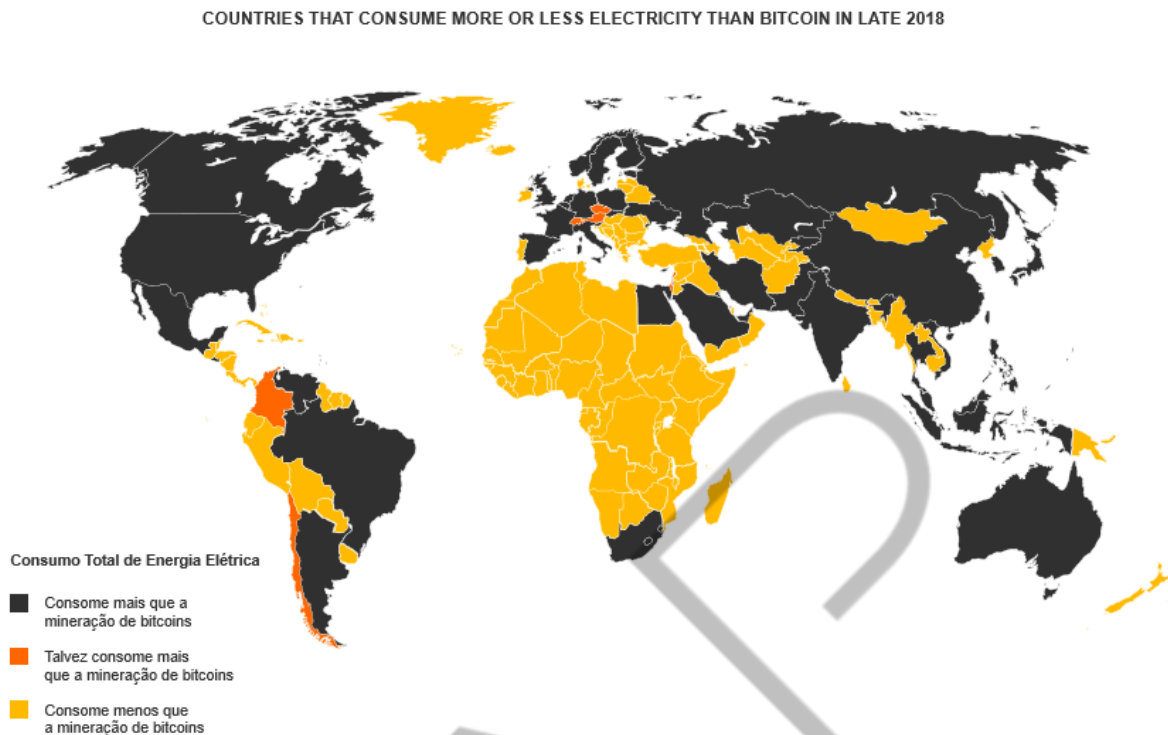 COUNTRIES THAT CONSUME MORE OR LESS ELECTRICITY THAN BITCOIN IN LATE 2018
Consumo Total de Energia Elétrica
Consome mais que a
mineração de bitcoins
Talvez consome mais
que a mineração de bitcoins
Consome menos que
a mineração de bitcoins